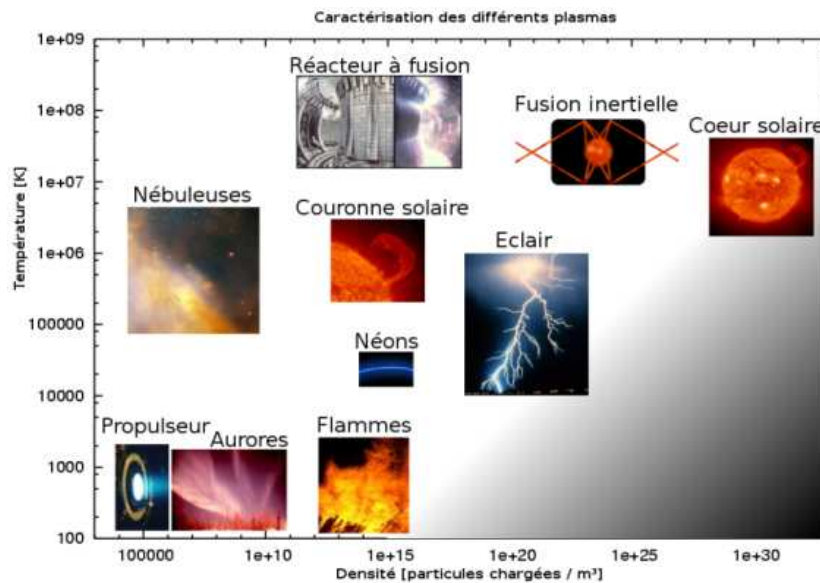 Caractérisation des différents plasmas
1e+09
1e+08
1e+07
1e+06
100000
10000
1000
100
Température [K]
Réacteur à fusion
Fusion inertielle
Coeur solaire
Nébuleuses
Couronne solaire
Eclair
Néons
Propulseur
Aurores
Flammes
100000
1e+10
1e+15
1e+20
1e+25
1e+30
Densité [particules chargées / m³]